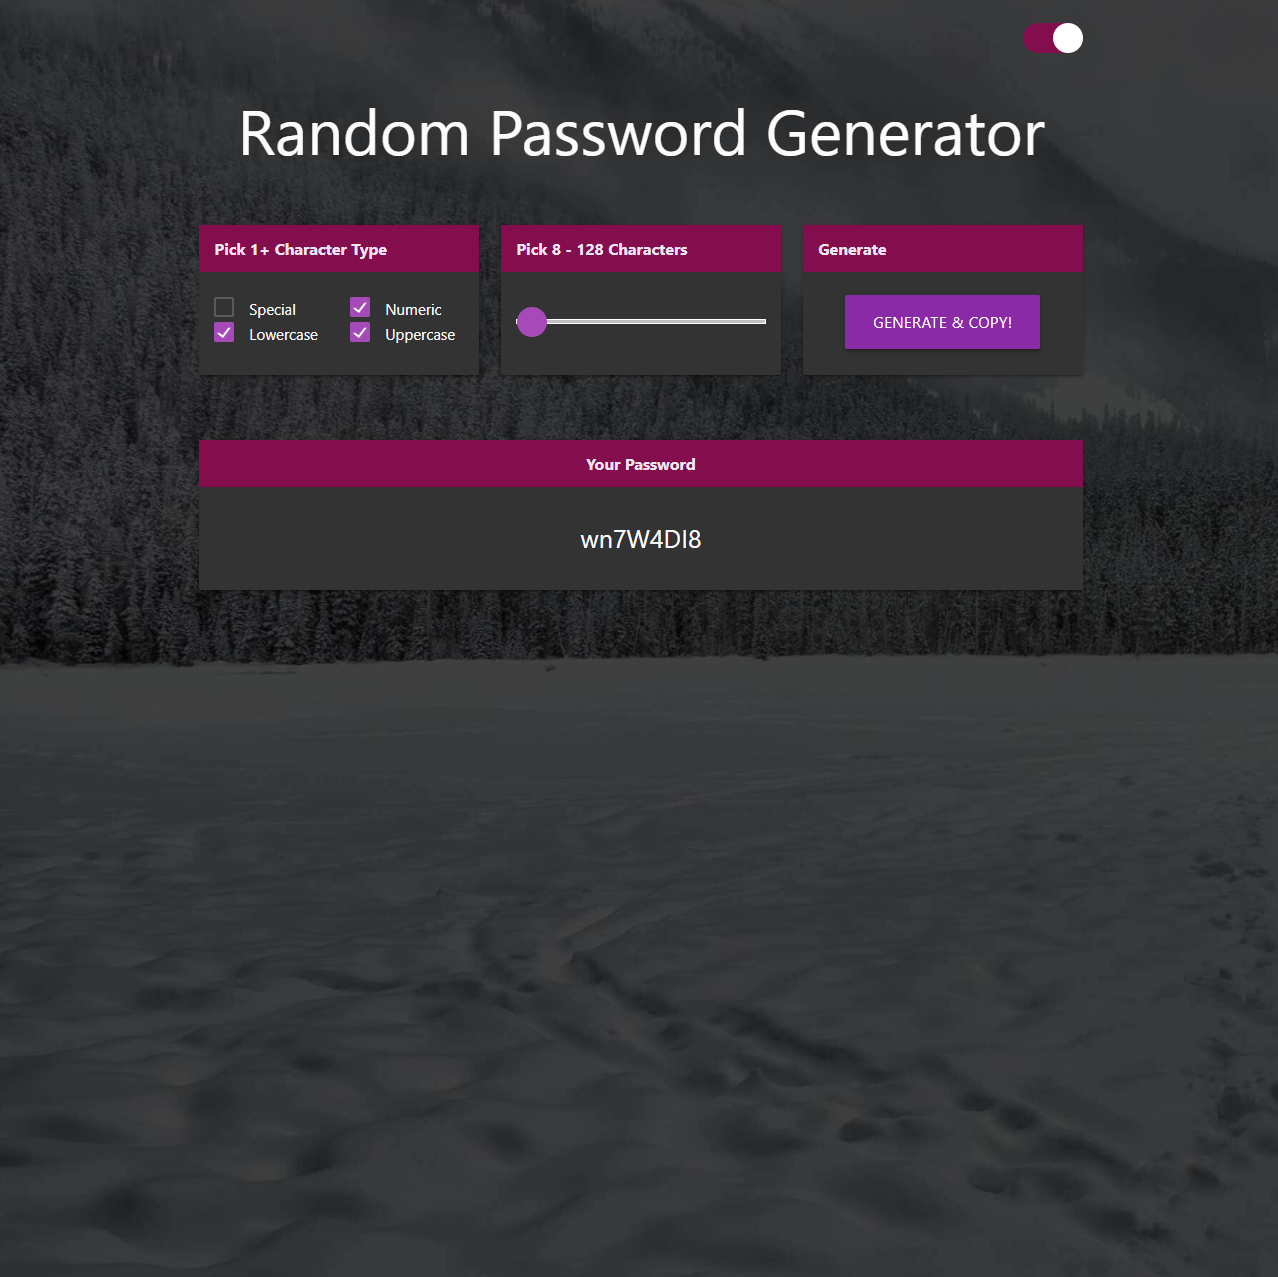 Random Password Generator
Pick 1+ Character Type
Special
Numeric
Lowercase
Uppercase
Pick 8 - 128 Characters
Generate
GENERATE & COPY!
Your Password
wn7W4DI8